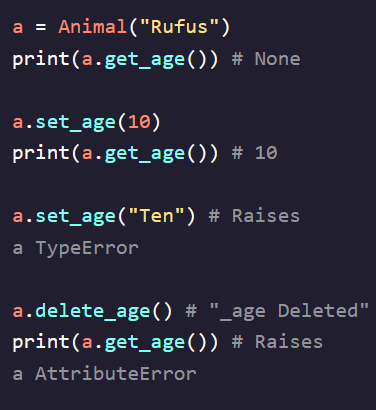 a = Animal("Rufus")
print(a.get_age()) # None
a.set_age(10)
print(a.get_age()) # 10
a.set_age("Ten") # Raises
a TypeError
a.delete_age() # "_age Deleted"
print(a.get_age()) # Raises
a AttributeError